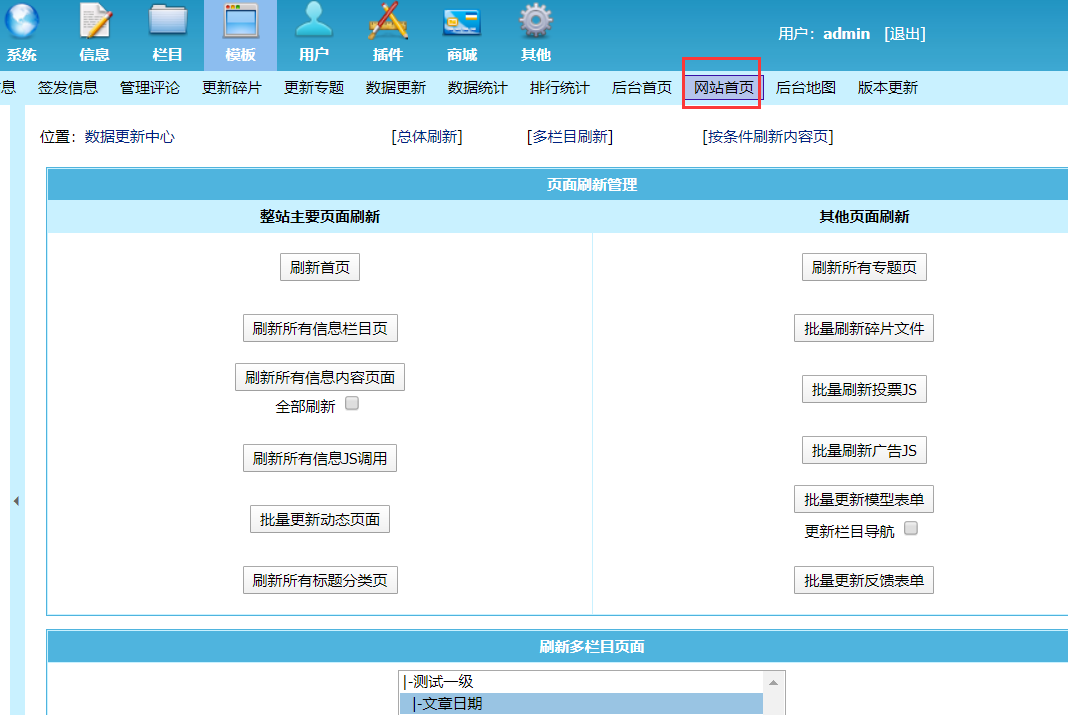 系统 信息 栏目 模板 用户 插件 商城 其他 用户：admin [退出]
息 签发信息 管理评论 更新碎片 更新专题 数据更新 数据统计 排行统计 后台首页 网站首页 后台地图 版本更新
位置：数据更新中心 [总体刷新] [多栏目刷新] [按条件刷新内容页]
页面刷新管理
整站主要页面刷新 其他页面刷新
刷新首页 刷新所有专题页
刷新所有信息栏目页 批量刷新碎片文件
刷新所有信息内容页面
全部刷新
批量刷新投票JS
刷新所有信息JS调用 批量刷新广告JS
批量更新模型表单
批量更新动态页面
更新栏目导航
刷新所有标题分类页 批量更新反馈表单
刷新多栏目页面
|-测试一级
|-文章日期